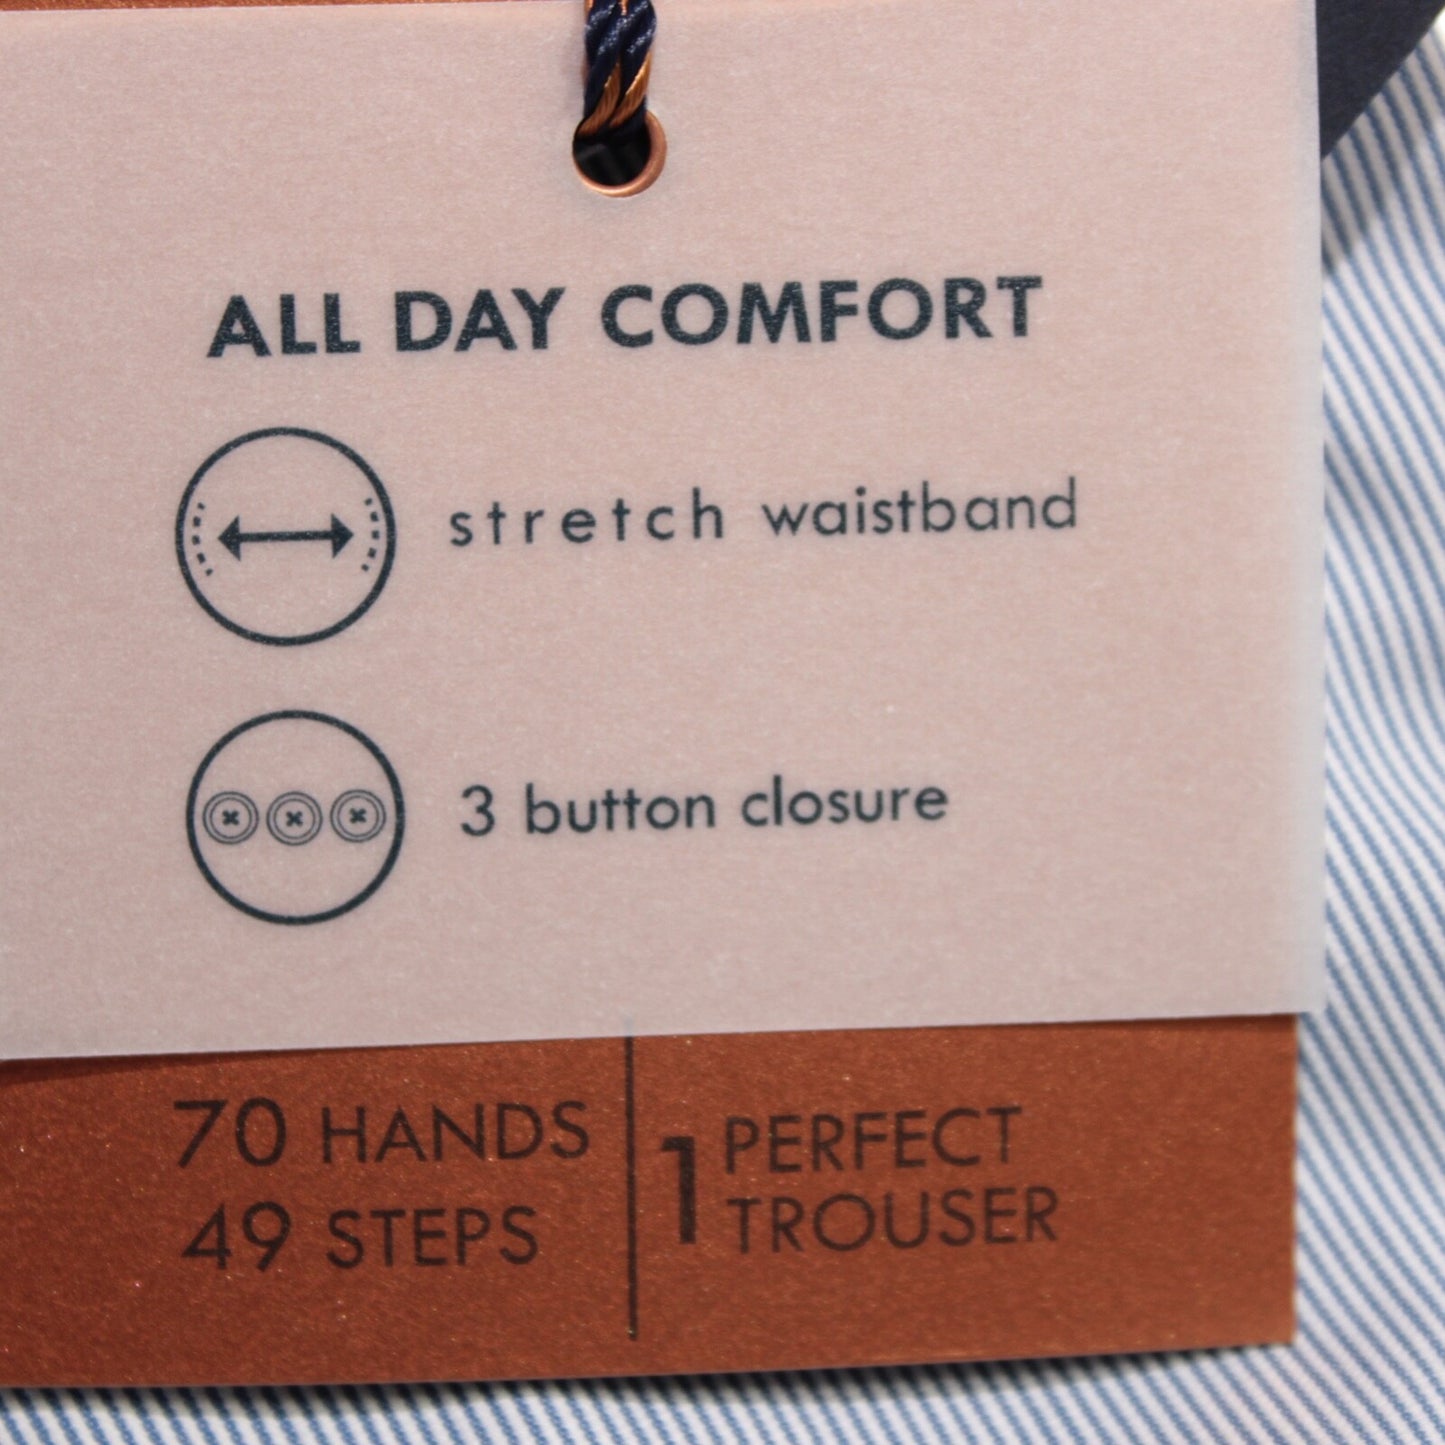 ALL DAY COMFORT
stretch waistband
3 button closure
70 HANDS
49 STEPS
1 PERFECT
TROUSER